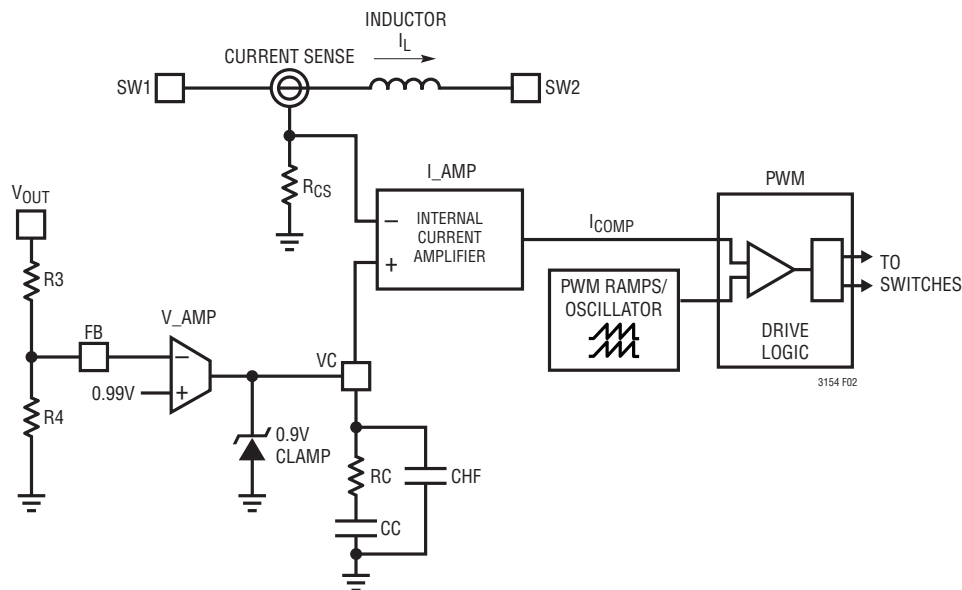 INDUCTOR
I_L
CURRENT SENSE
SW1
SW2
R_CS
I_AMP
INTERNAL
CURRENT
AMPLIFIER
−
+
I_COMP
PWM
TO
SWITCHES
PWM RAMPS/
OSCILLATOR
DRIVE
LOGIC
3154 F02
V_OUT
R3
FB
V_AMP
−
0.99V
+
R4
VC
0.9V
CLAMP
RC
CHF
CC